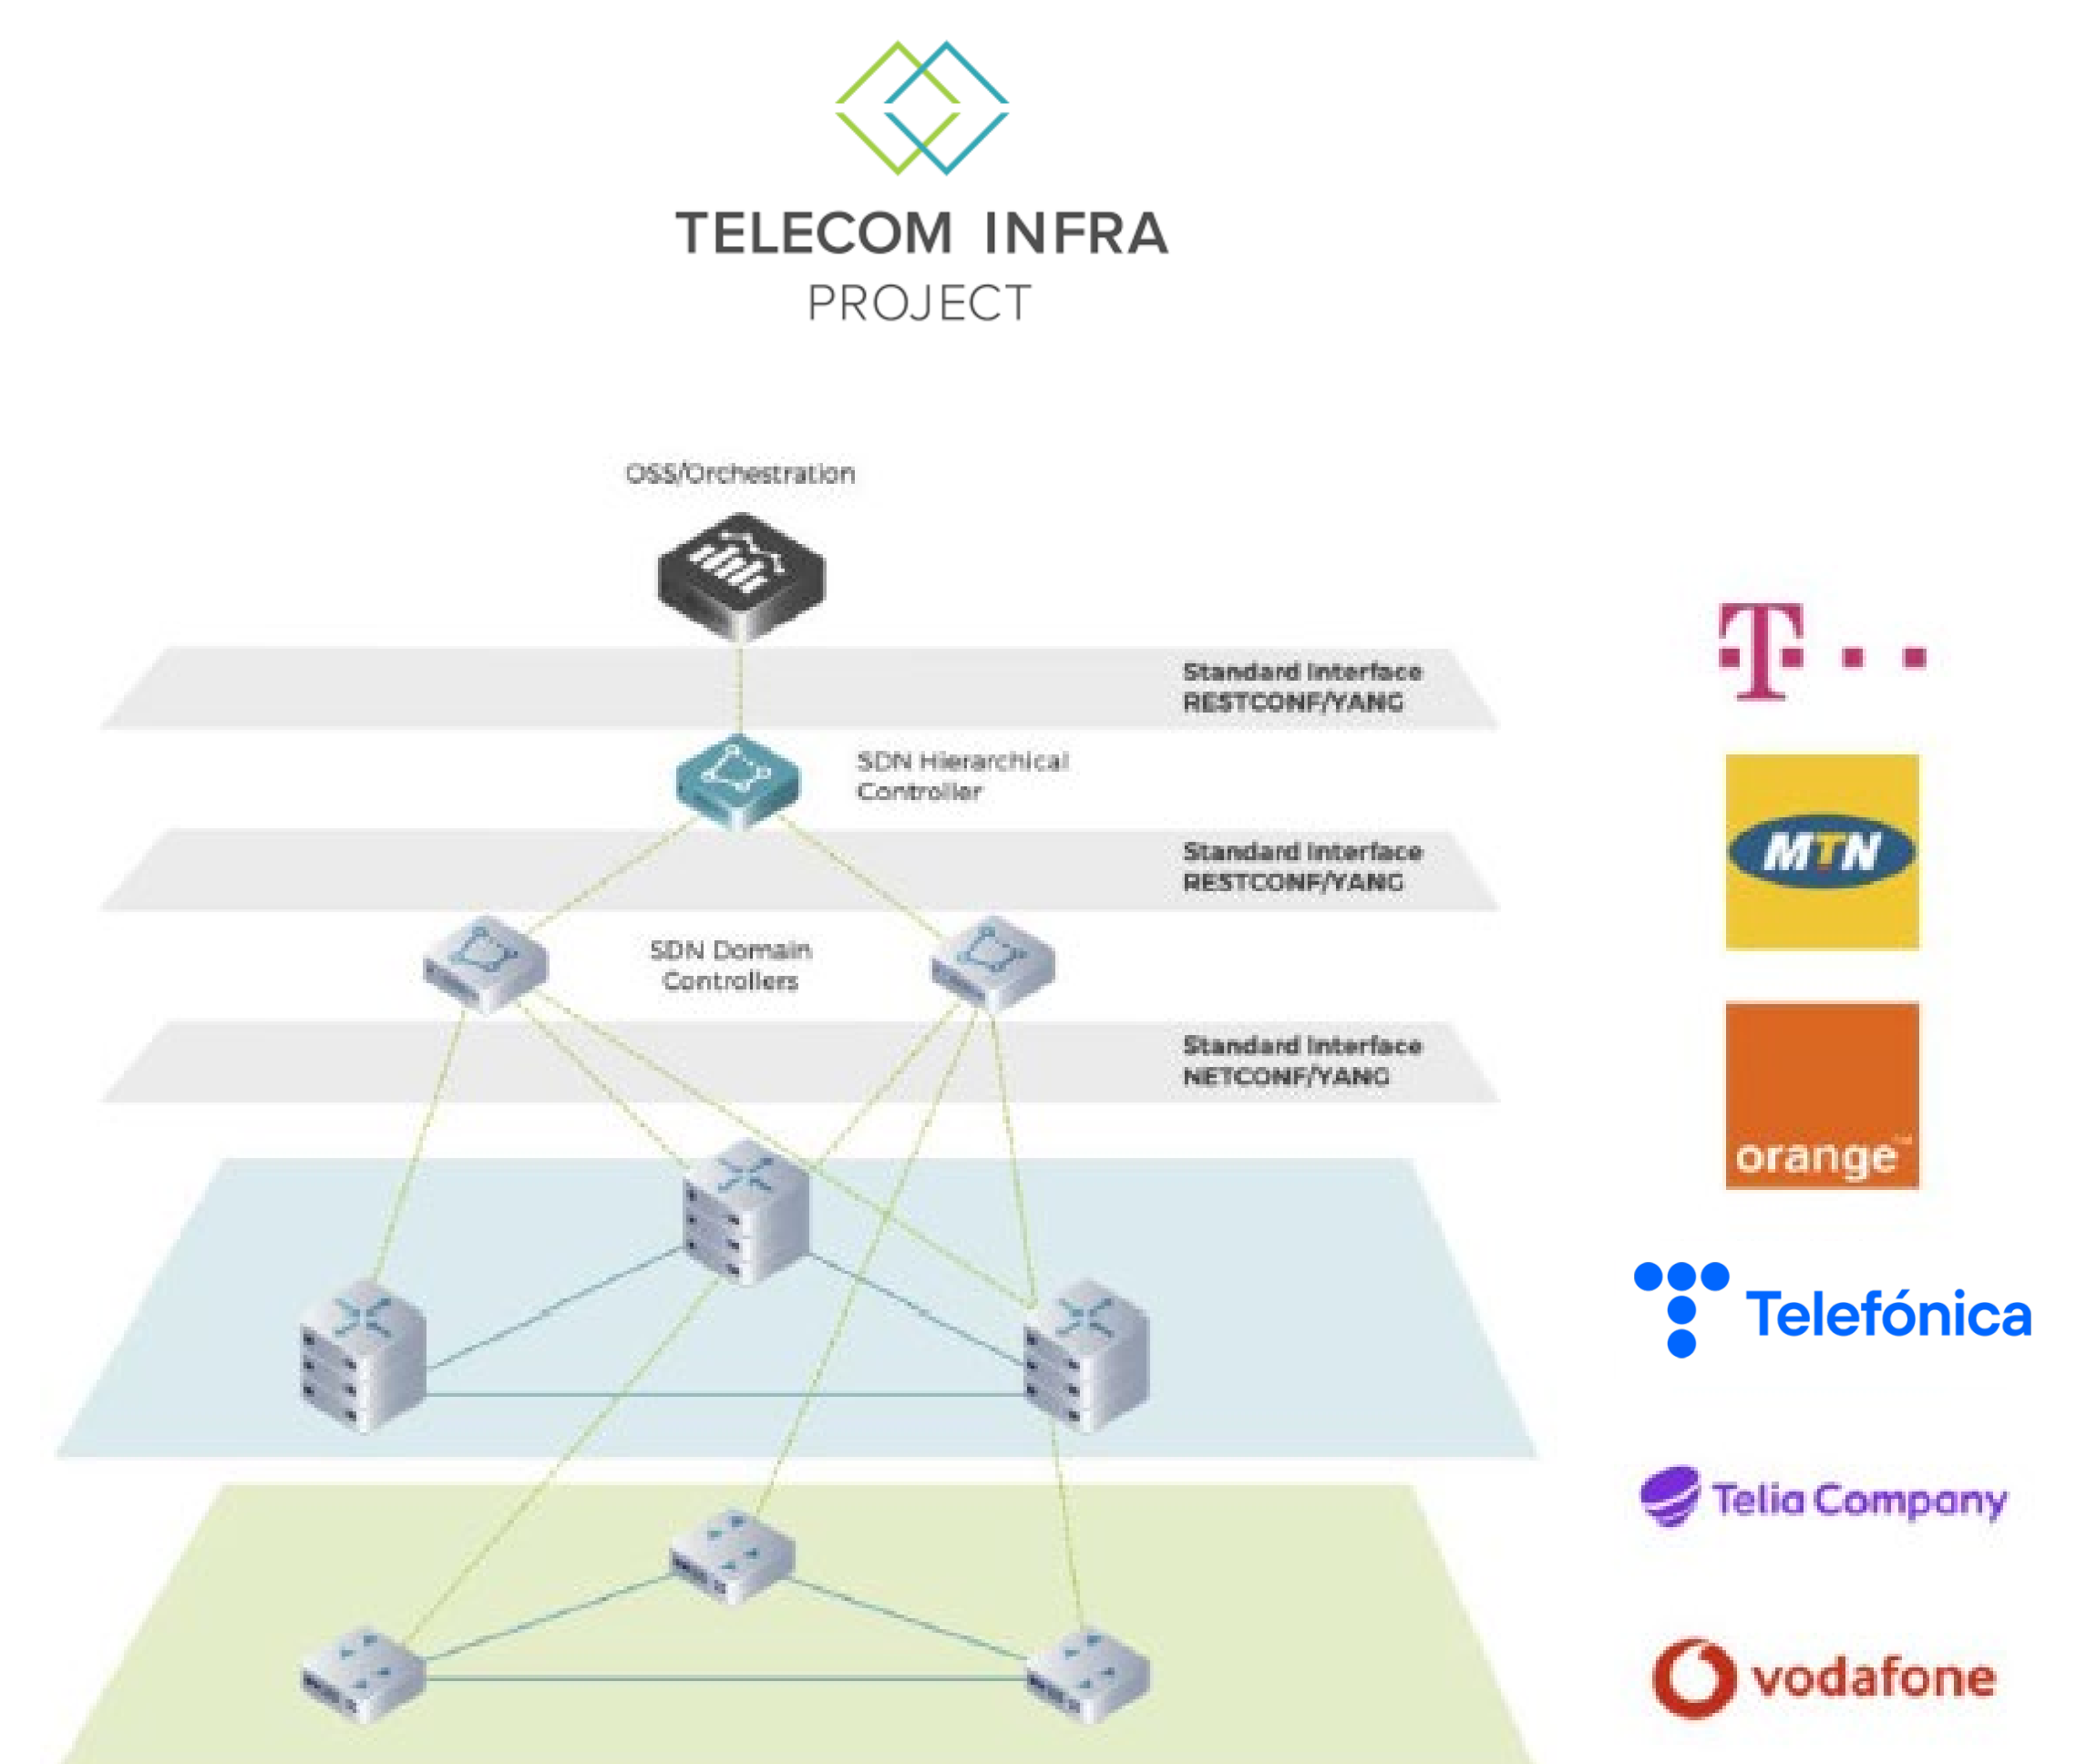 TELECOM INFRA
PROJECT
OSS/Orchestration
Standard Interface
RESTCONF/YANG
SDN Hierarchical
Controller
Standard Interface
RESTCONF/YANG
SDN Domain
Controllers
Standard Interface
NETCONF/YANG
T
MTN
orange
Telefónica
Telia Company
vodafone